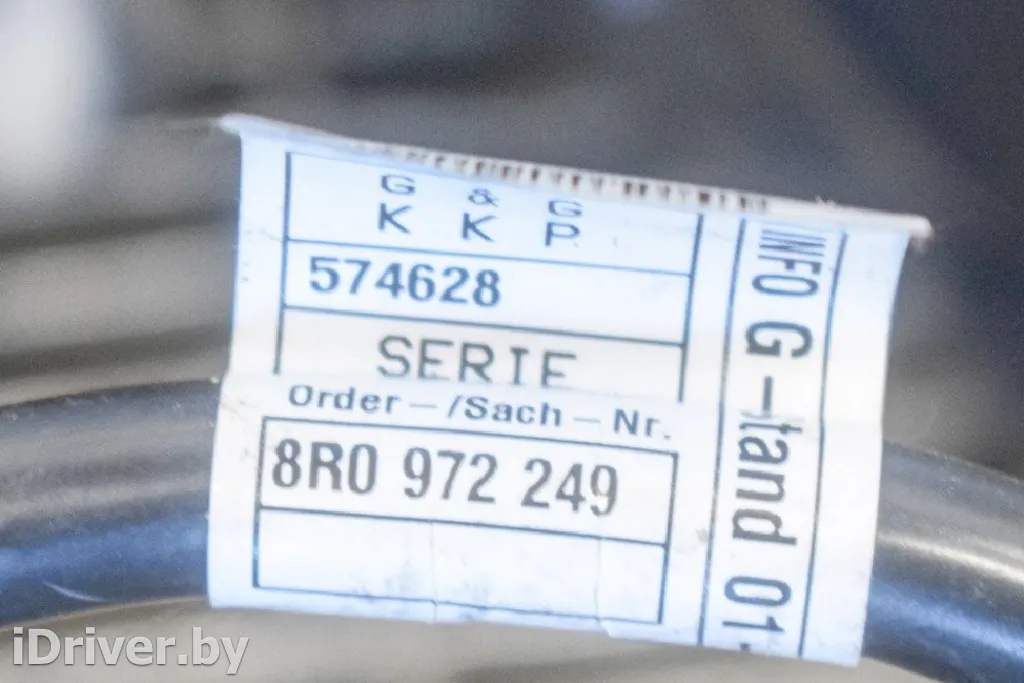 G & G
K K P
574628
SERIE
Order-/Sach-Nr.
8R0 972 249
INFO G-tand 01
iDriver.by